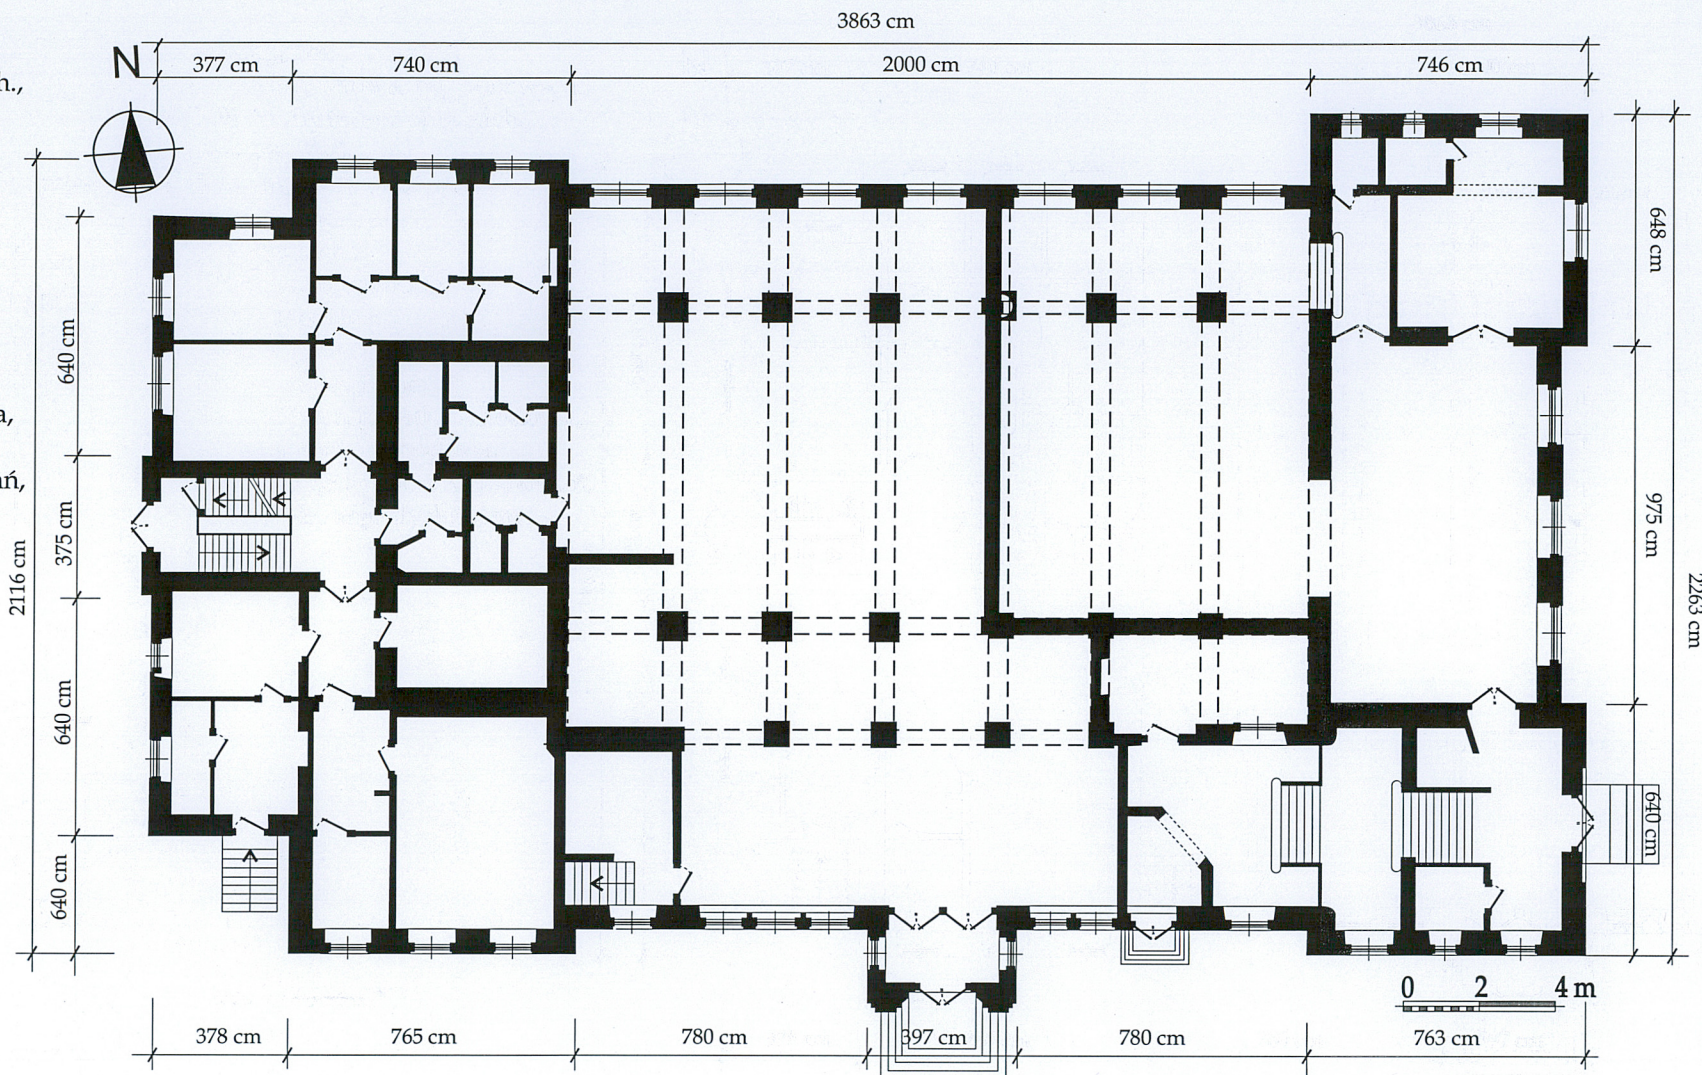 3863 cm
N
377 cm
740 cm
2000 cm
746 cm
h.,
a,
ań,
640 cm
375 cm
2116 cm
640 cm
640 cm
648 cm
975 cm
2263 cm
640 cm
0 2 4 m
378 cm
765 cm
780 cm
397 cm
780 cm
763 cm